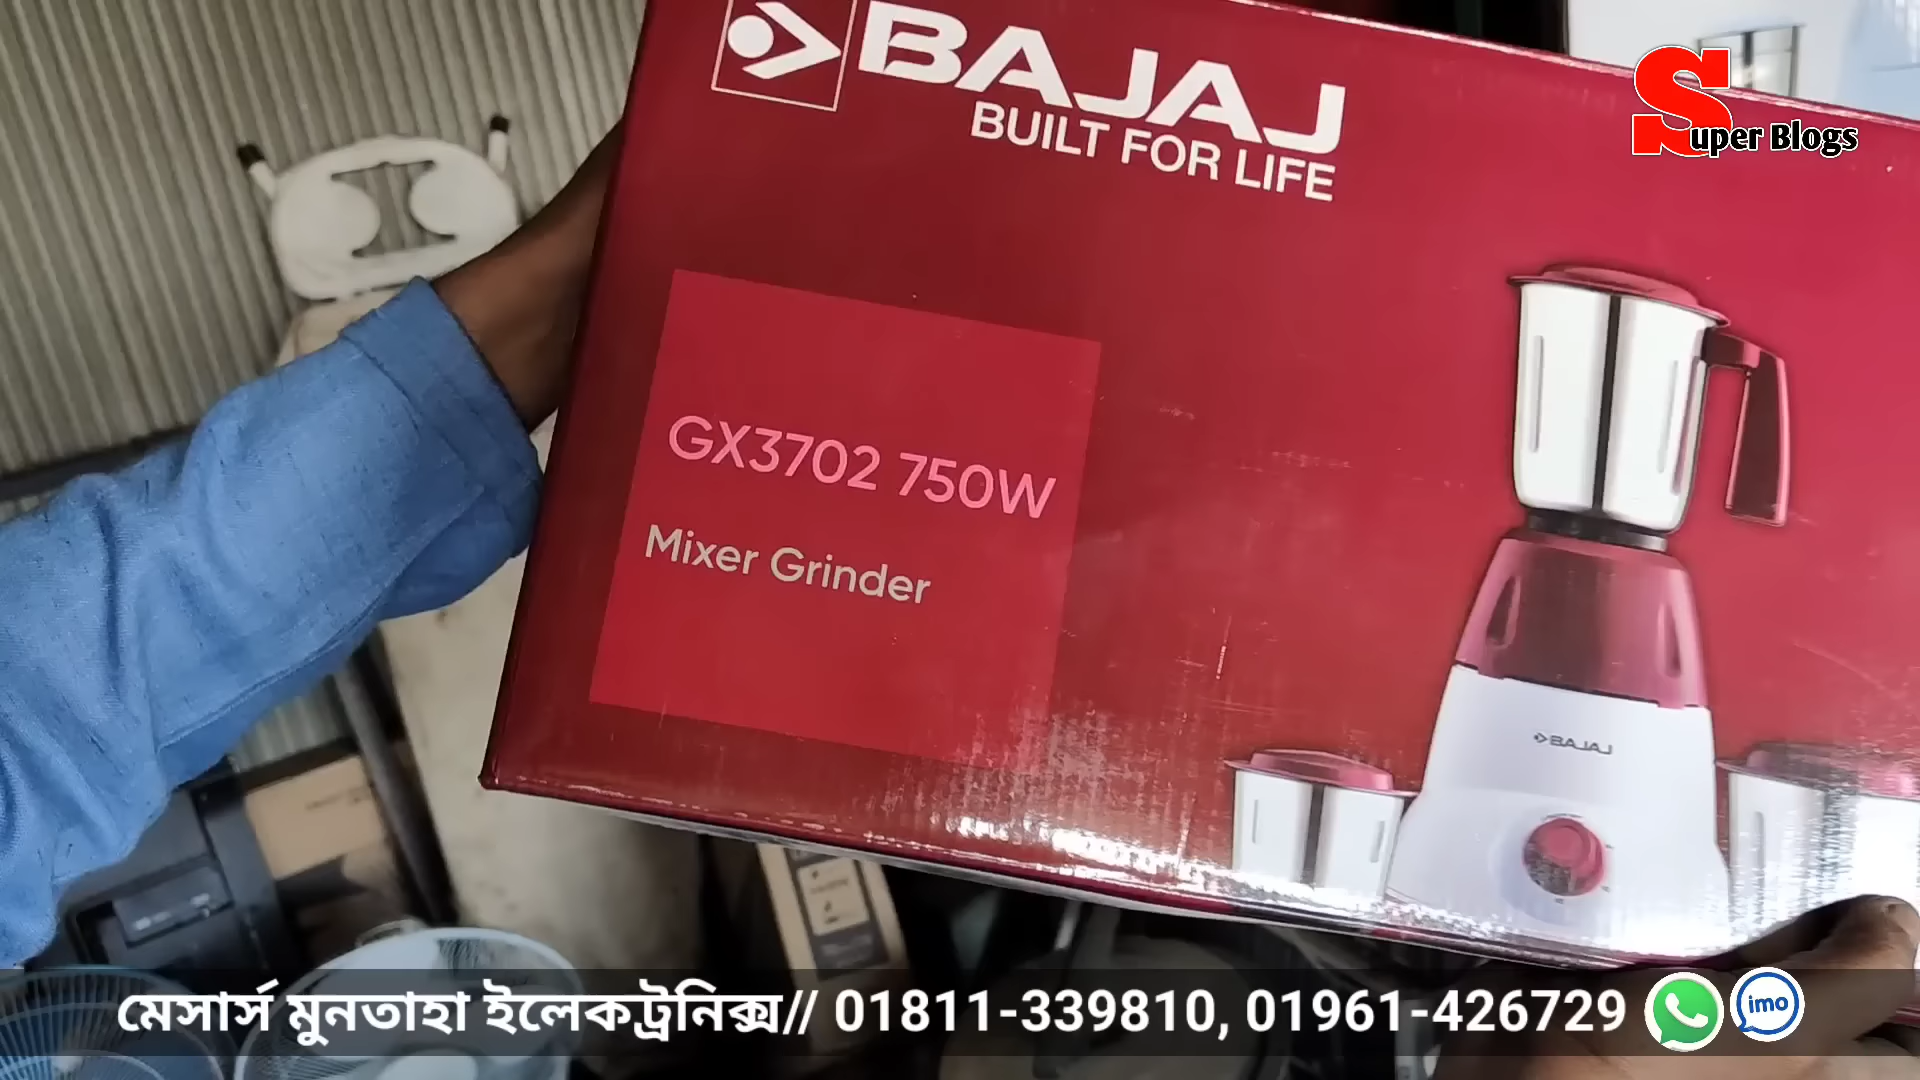 BAJAJ
BUILT FOR LIFE
Super Blogs
GX3702 750W
Mixer Grinder
BAJAJ
মেসার্স মুনতাহা ইলেকট্রনিক্স// 01811-339810, 01961-426729
imo